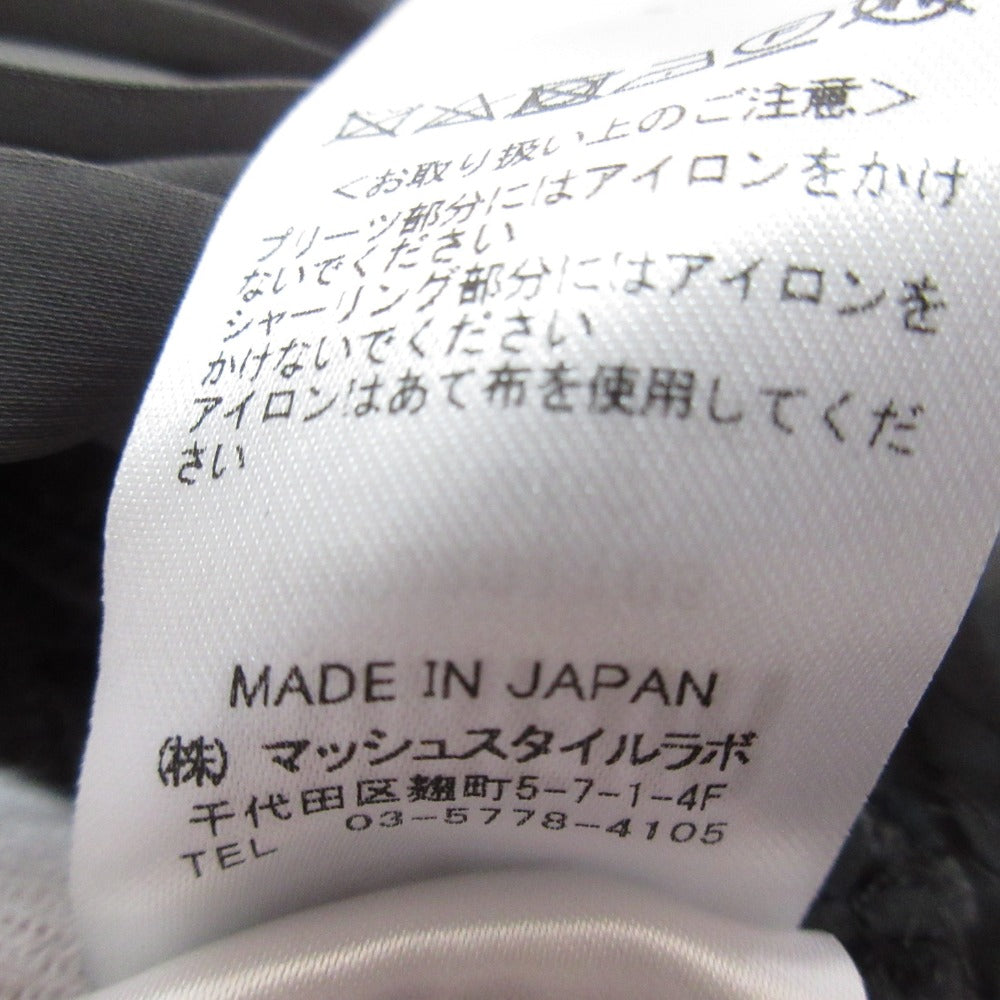 <お取り扱い上のご注意>
プリーツ部分にはアイロンをかけ
ないでください
シャーリング部分にはアイロンを
かけないでください
アイロンはあて布を使用してくだ
さい
MADE IN JAPAN
(株) マッシュスタイルラボ
千代田区麹町5-7-1-4F
TEL 03-5778-4105